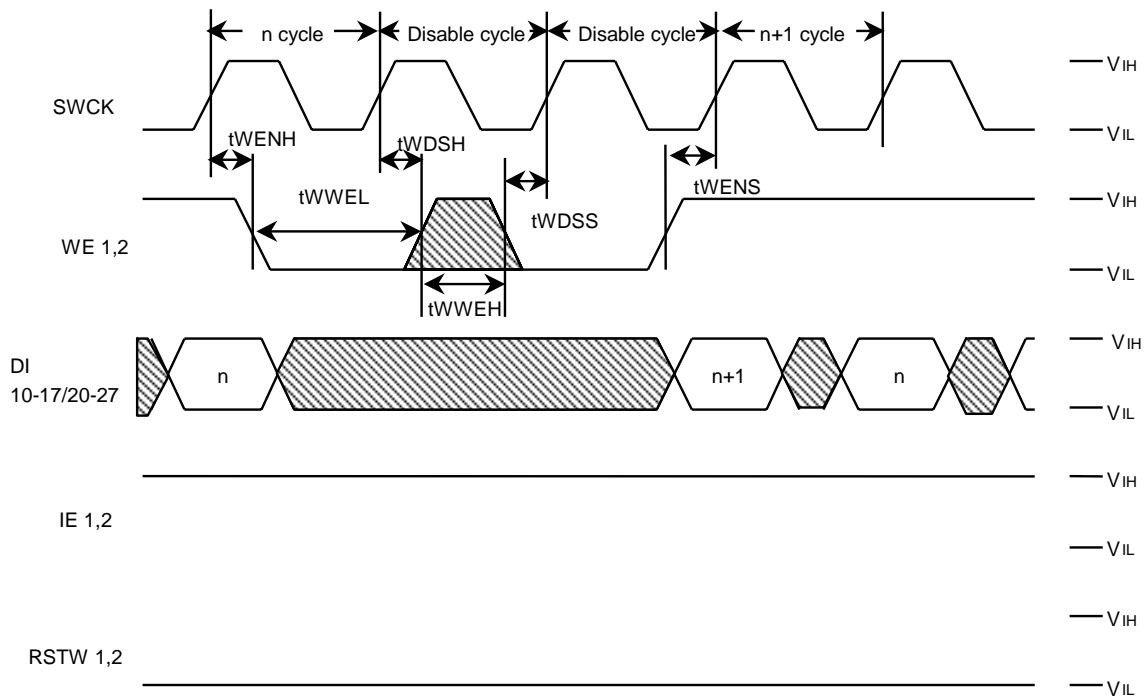 n cycle Disable cycle Disable cycle n+1 cycle
VIH
SWCK
VIL
tWENH tWDSH
tWWEL tWENS
VIH
tWDSS
WE 1,2
VIL
tWWEH
VIH
DI
10-17/20-27
n n+1 n
VIL
VIH
IE 1,2
VIL
VIH
RSTW 1,2
VIL